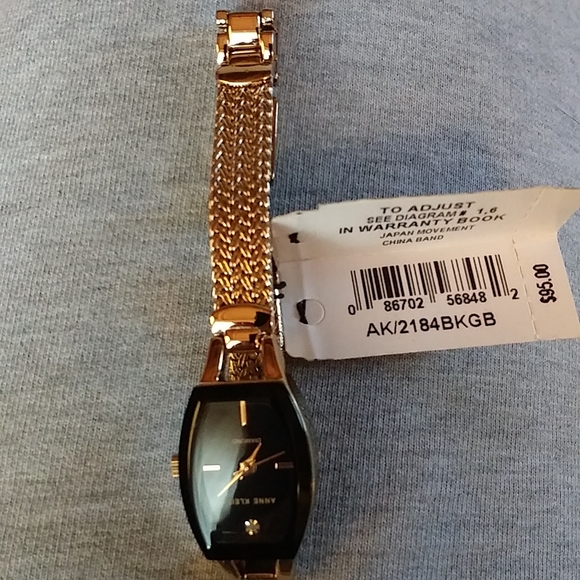 TO ADJUST
SEE DIAGRAM # 1.6
IN WARRANTY BOOK
JAPAN MOVEMENT
CHINA BAND
0 86702 56848 2
$95.00
AK/2184BKGB
DIAMOND
ANNE KLEIN